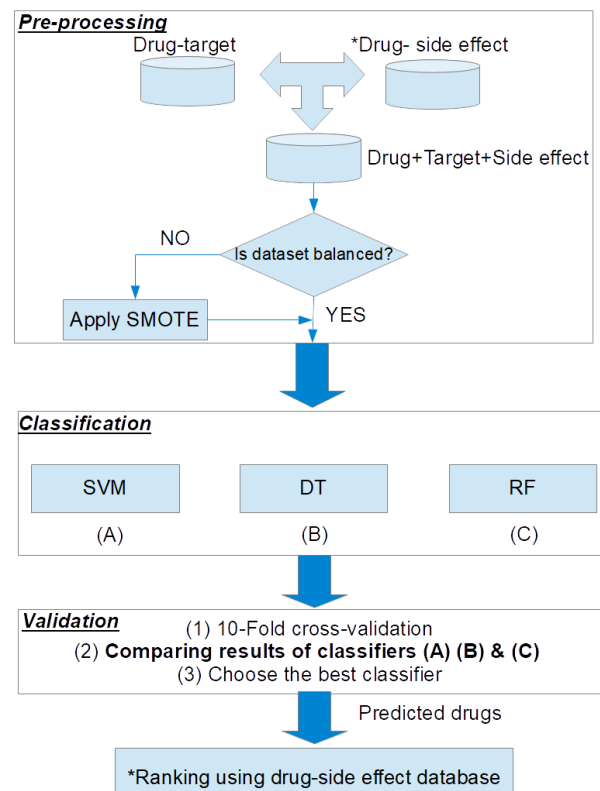 Pre-processing
Drug-target
*Drug- side effect
Drug+Target+Side effect
Is dataset balanced?
NO
YES
Apply SMOTE
Classification
SVM
DT
RF
(A)
(B)
(C)
Validation
(1) 10-Fold cross-validation
(2) Comparing results of classifiers (A) (B) & (C)
(3) Choose the best classifier
Predicted drugs
*Ranking using drug-side effect database